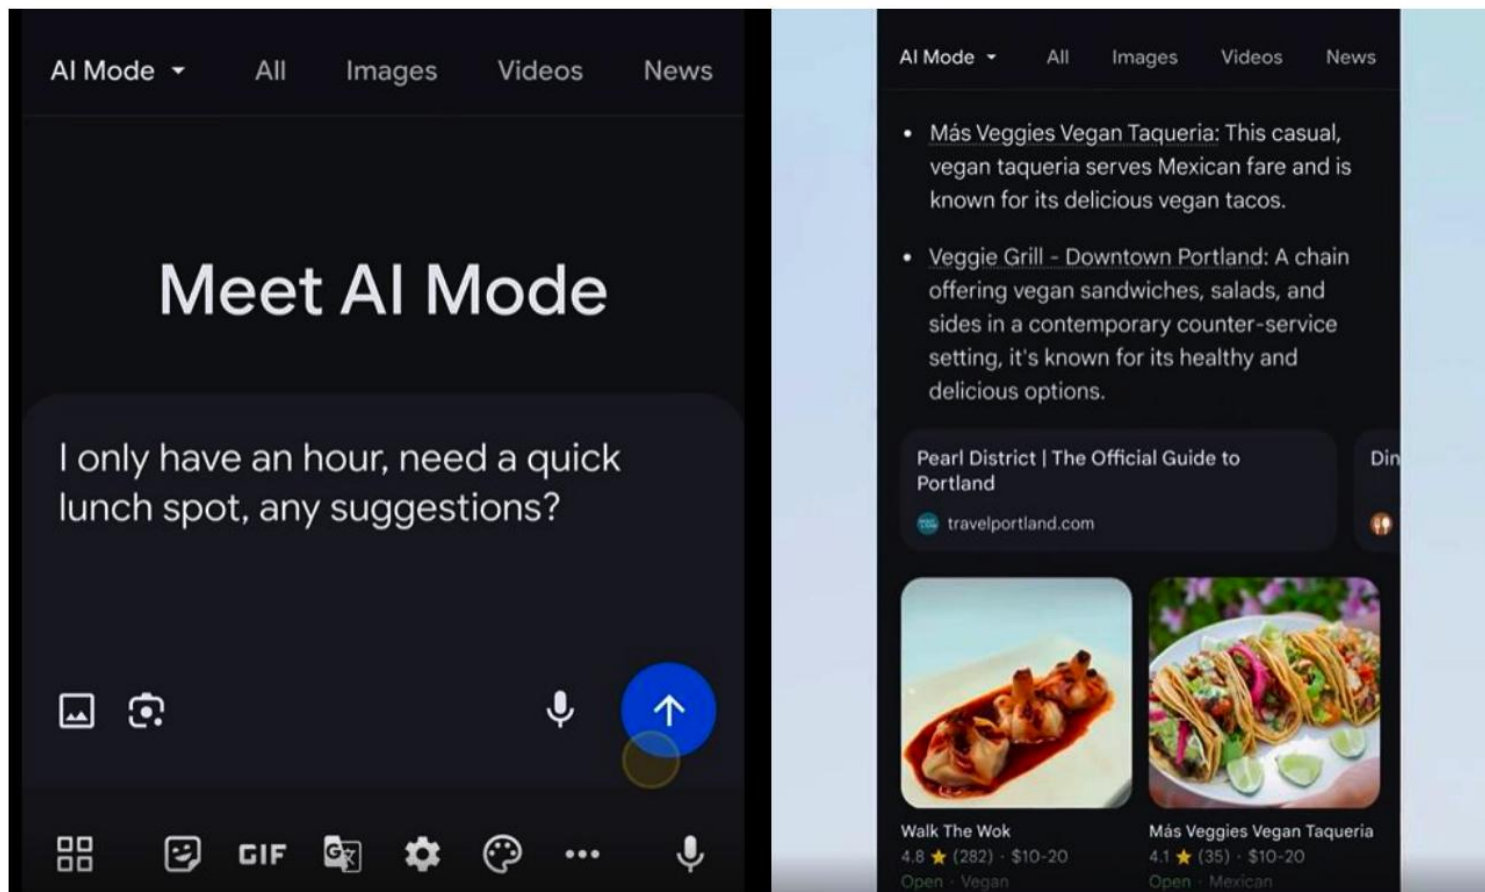 AI Mode All Images Videos News
Meet AI Mode
I only have an hour, need a quick
lunch spot, any suggestions?
GIF
AI Mode All Images Videos News
• Más Veggies Vegan Taqueria: This casual,
vegan taqueria serves Mexican fare and is
known for its delicious vegan tacos.
• Veggie Grill - Downtown Portland: A chain
offering vegan sandwiches, salads, and
sides in a contemporary counter-service
setting, it's known for its healthy and
delicious options.
Pearl District | The Official Guide to
Portland
travelportland.com
Din
Walk The Wok
4.8 ★ (282) · $10-20
Open · Vegan
Más Veggies Vegan Taqueria
4.1 ★ (35) · $10-20
Open · Mexican